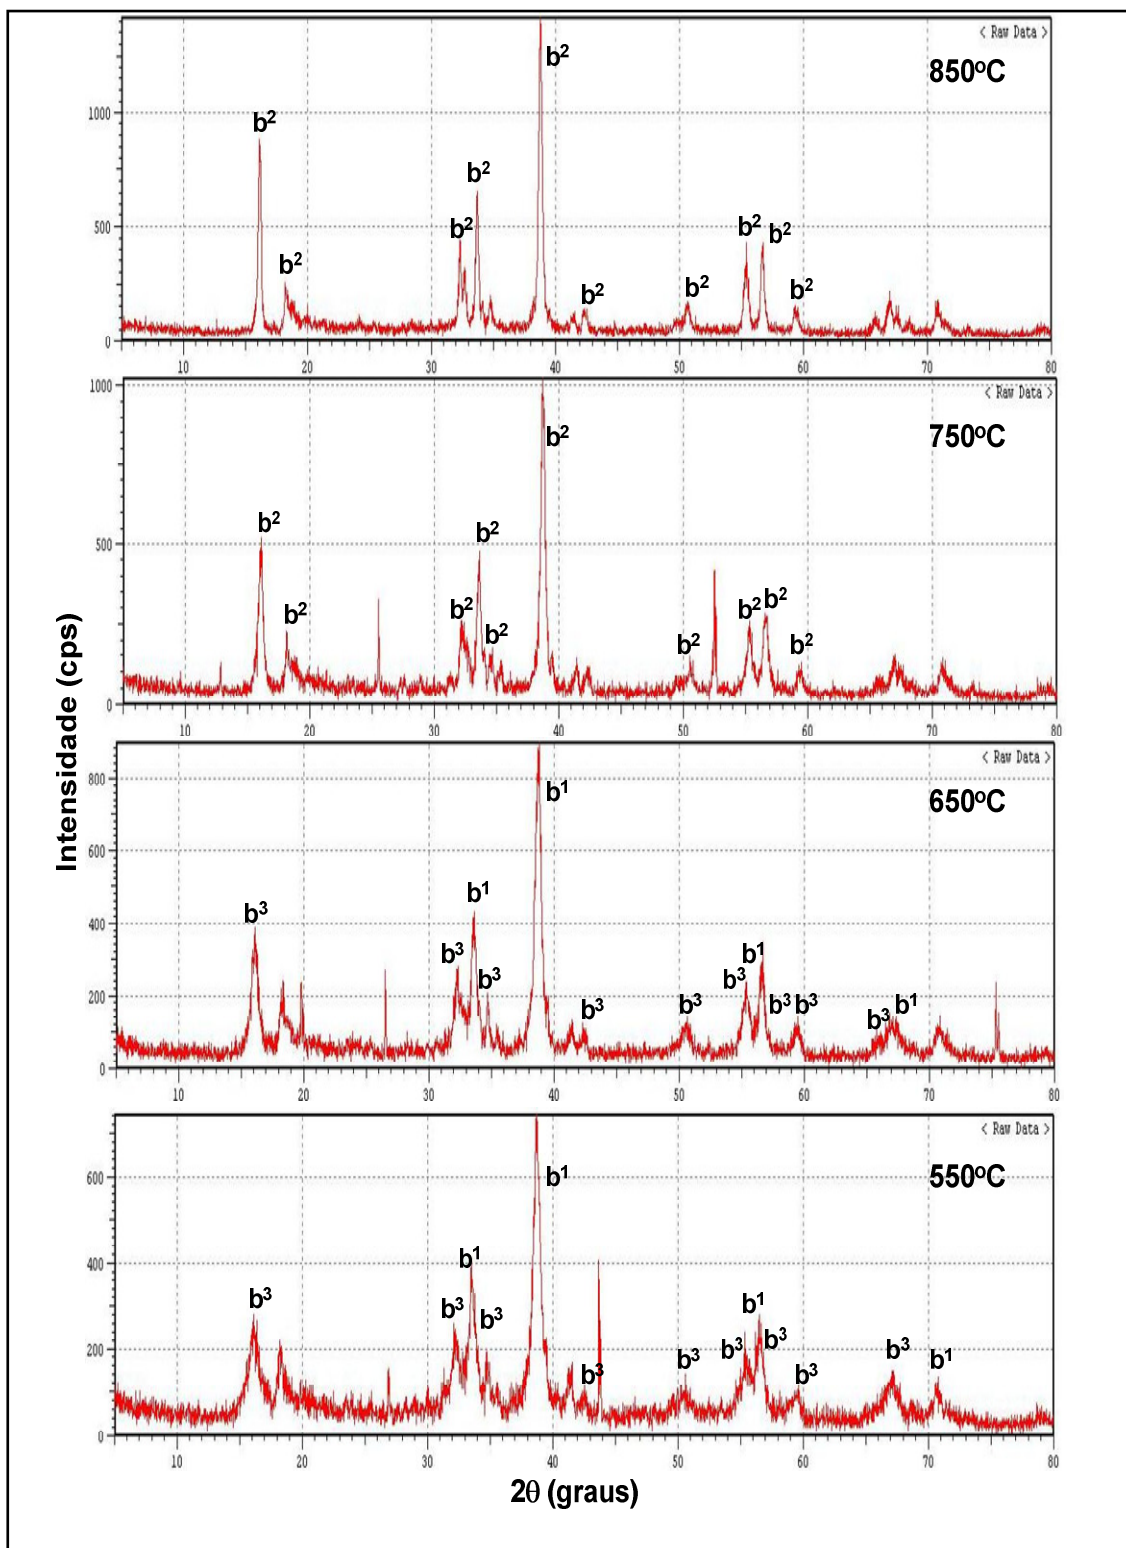 Intensidade (cps)
< Raw Data >
850ºC
b² b² b² b² b² b² b² b² b² b²
1000
500
0
10 20 30 40 50 60 70 80
< Raw Data >
750ºC
b² b² b² b² b² b² b² b² b² b²
1000
500
0
10 20 30 40 50 60 70 80
< Raw Data >
650ºC
b³ b³ b¹ b³ b¹ b³ b³ b³ b¹ b³ b³ b³ b¹
800
600
400
200
0
10 20 30 40 50 60 70 80
< Raw Data >
550ºC
b³ b³ b¹ b³ b¹ b³ b³ b³ b¹ b³ b³ b³ b¹
600
400
200
0
10 20 30 40 50 60 70 80
2θ (graus)